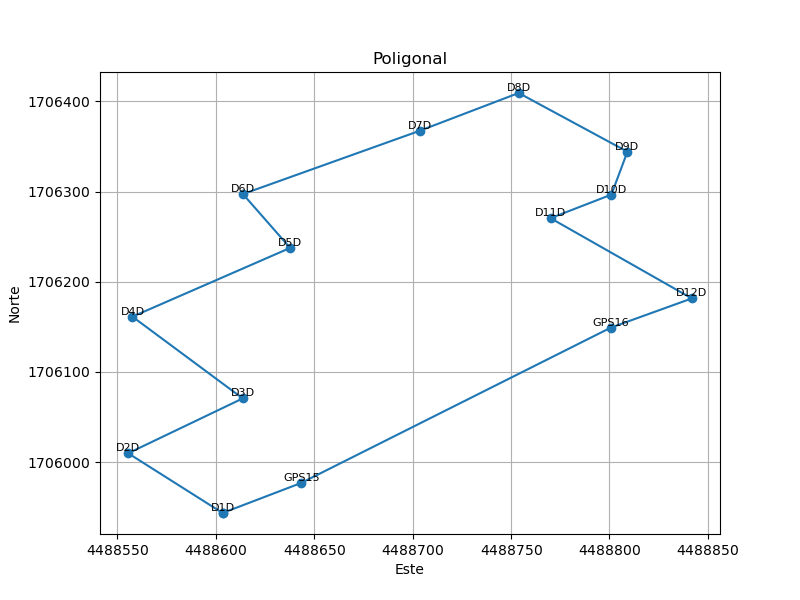 Poligonal
1706400
1706300
1706200
1706100
1706000
Norte
D8D
D7D
D9D
D6D
D10D
D11D
D5D
D12D
D4D
GPS16
D3D
D2D
GPS15
D1D
4488550 4488600 4488650 4488700 4488750 4488800 4488850
Este